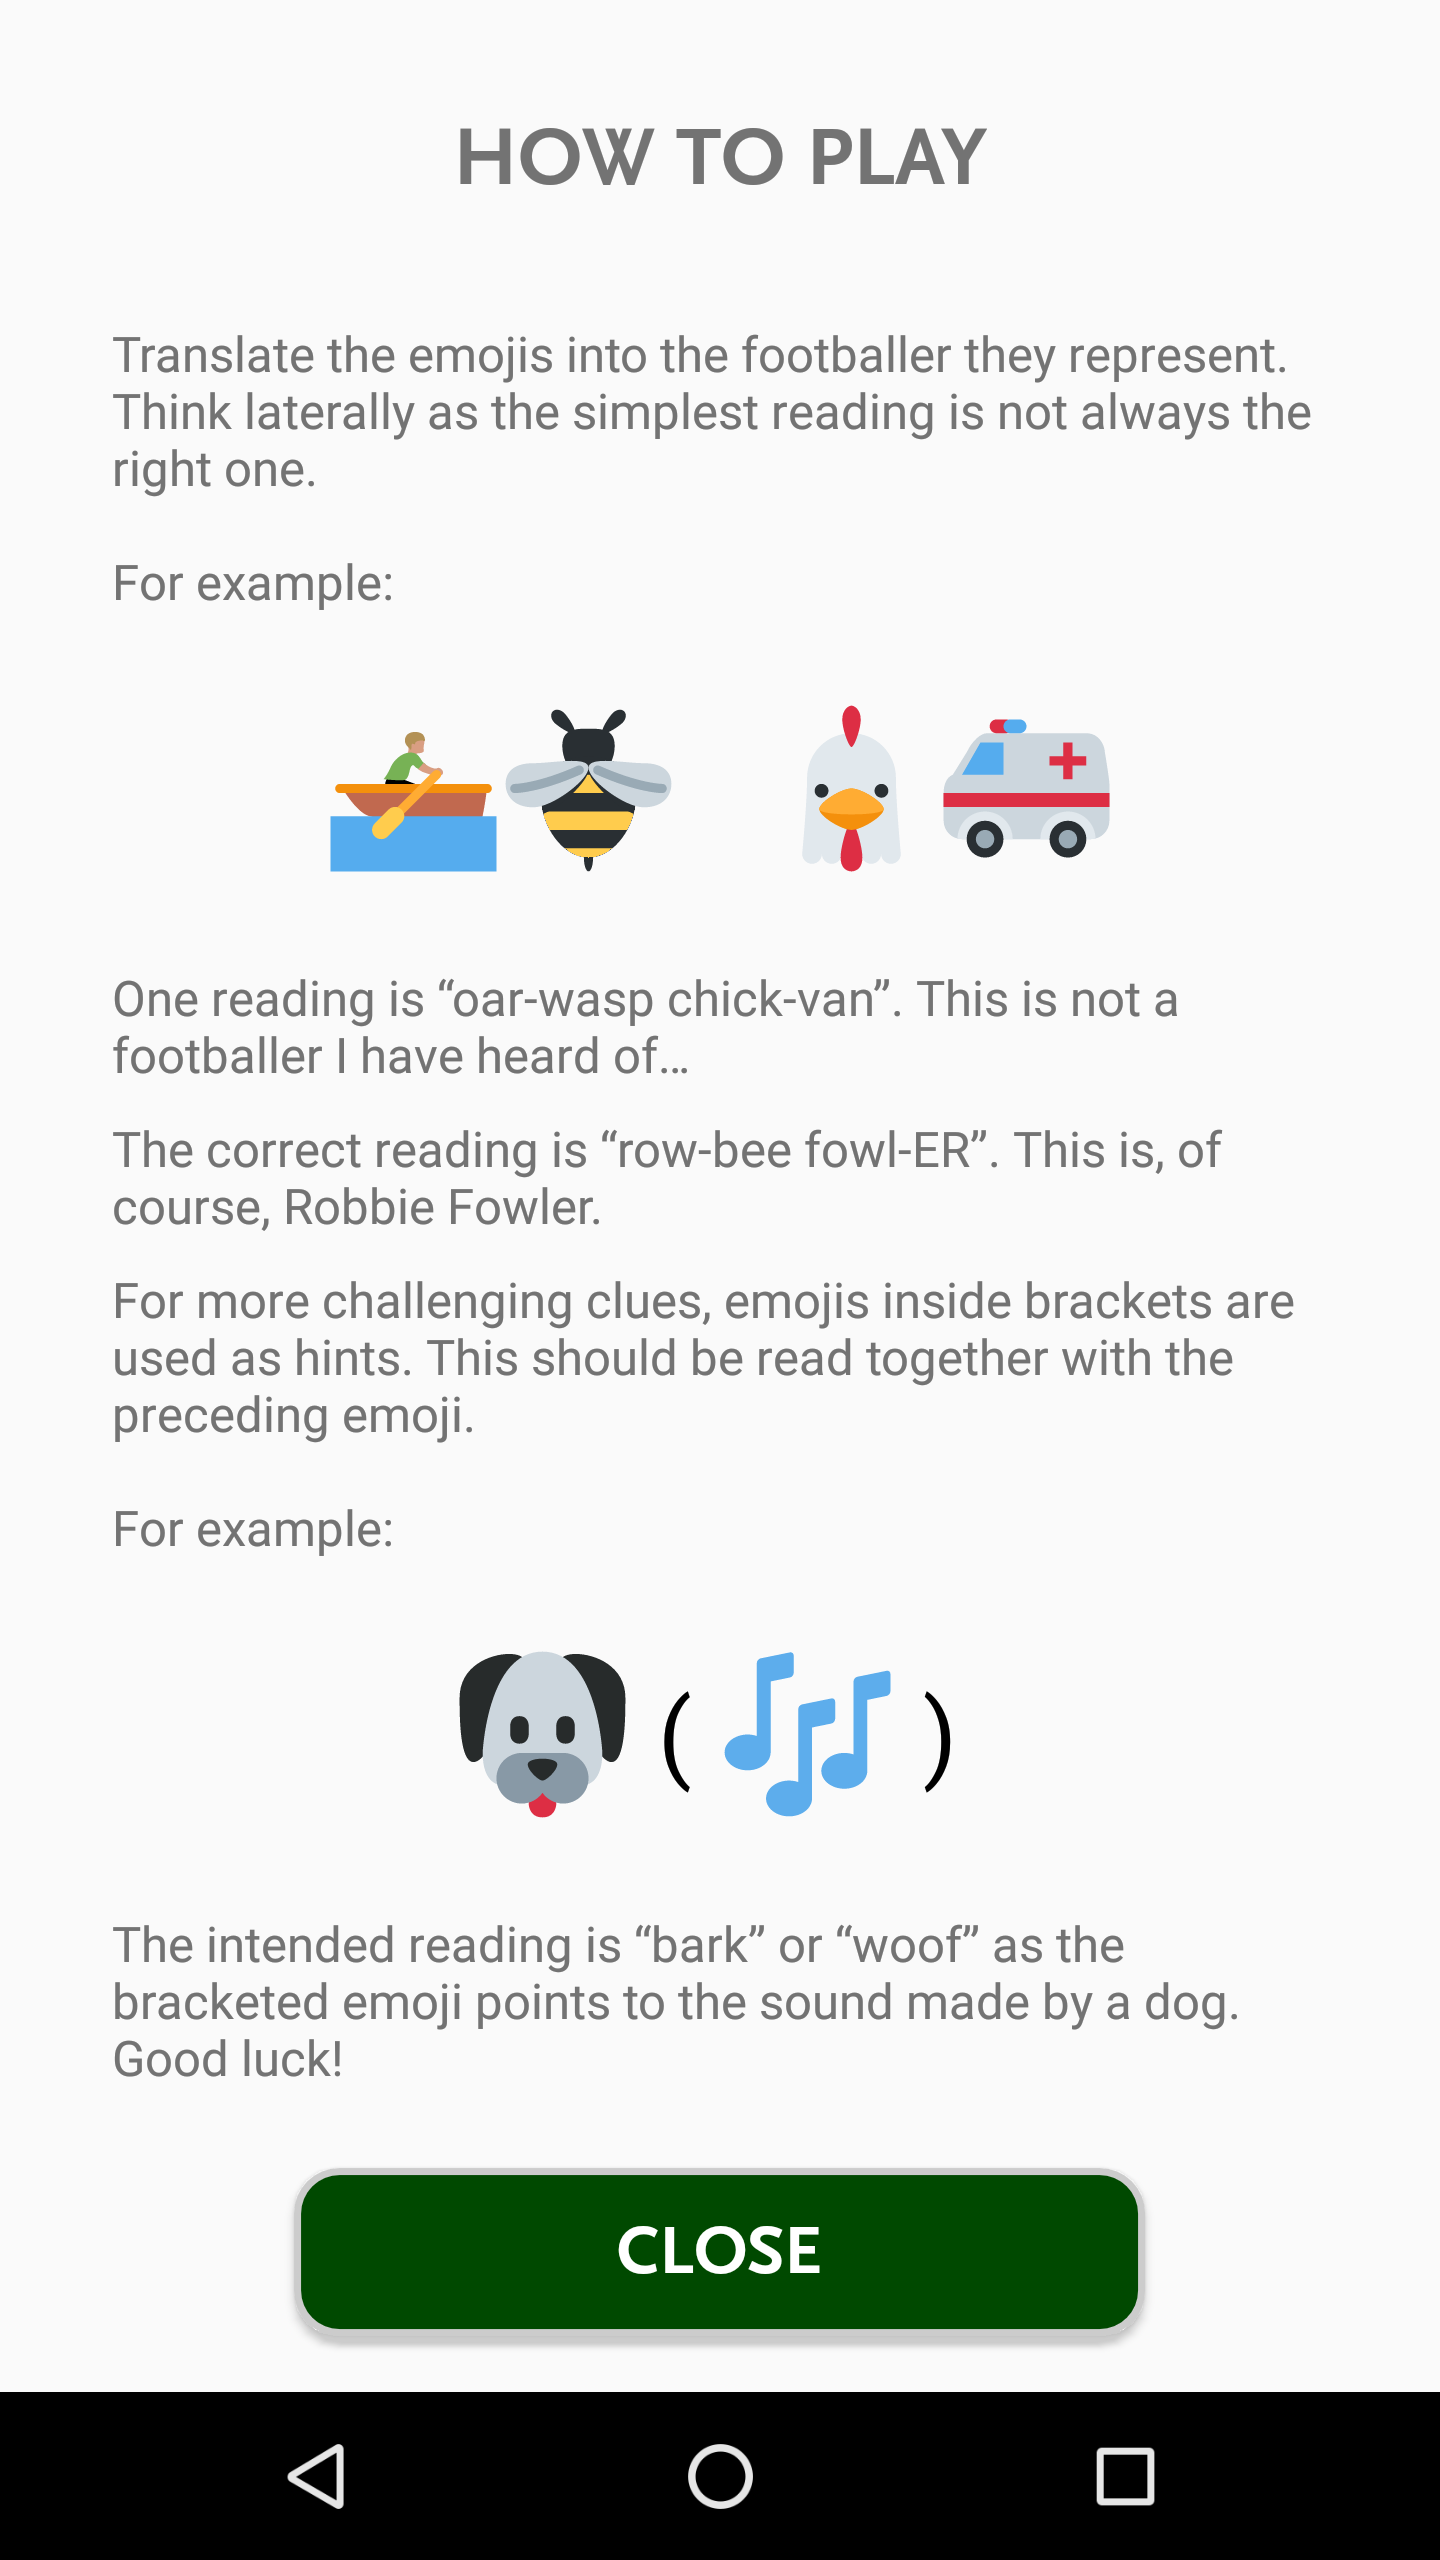 HOW TO PLAY
Translate the emojis into the footballer they represent.
Think laterally as the simplest reading is not always the
right one.
For example:
One reading is “oar-wasp chick-van”. This is not a
footballer I have heard of…
The correct reading is “row-bee fowl-ER”. This is, of
course, Robbie Fowler.
For more challenging clues, emojis inside brackets are
used as hints. This should be read together with the
preceding emoji.
For example:
( )
The intended reading is “bark” or “woof” as the
bracketed emoji points to the sound made by a dog.
Good luck!
CLOSE